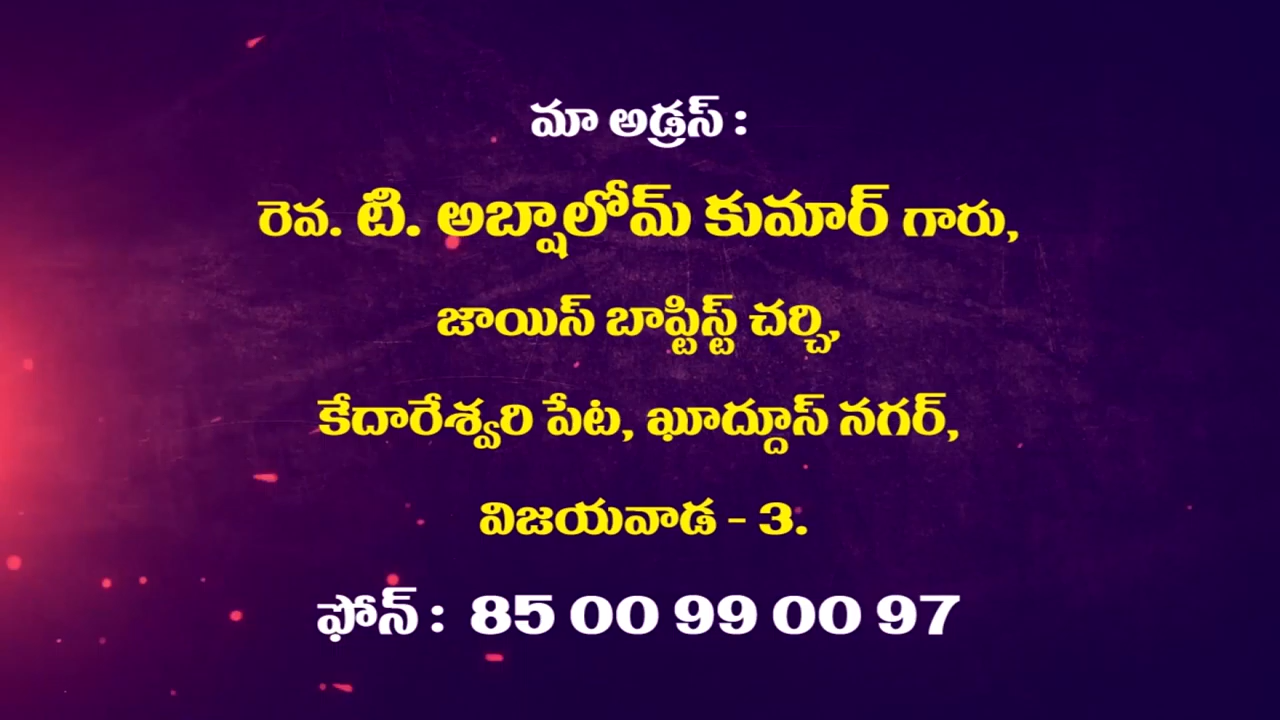 మా అడ్రస్ :
రెవ. టి. అబ్షాలోమ్ కుమార్ గారు,
జాయిస్ బాప్టిస్ట్ చర్చి,
కేదారేశ్వరి పేట, ఖూద్దూస్ నగర్,
విజయవాడ - 3.
ఫోన్ : 85 00 99 00 97